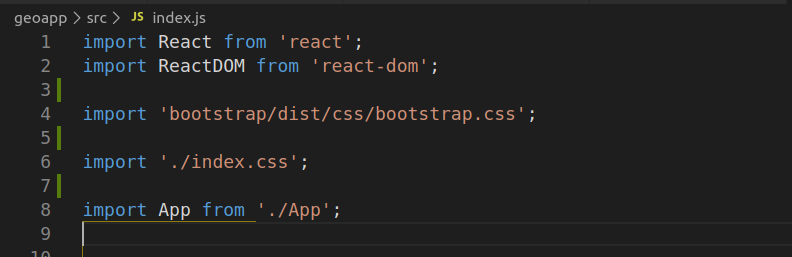 geoapp > src > JS index.js
1 import React from 'react';
2 import ReactDOM from 'react-dom';
3
4 import 'bootstrap/dist/css/bootstrap.css';
5
6 import './index.css';
7
8 import App from './App';
9
10